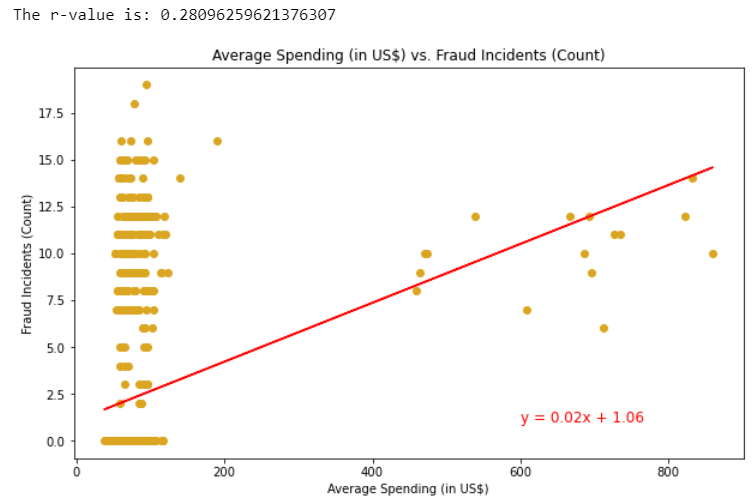 The r-value is: 0.28096259621376307
Average Spending (in US$) vs. Fraud Incidents (Count)
17.5
15.0
12.5
10.0
7.5
5.0
2.5
0.0
Fraud Incidents (Count)
y = 0.02x + 1.06
0 200 400 600 800
Average Spending (in US$)